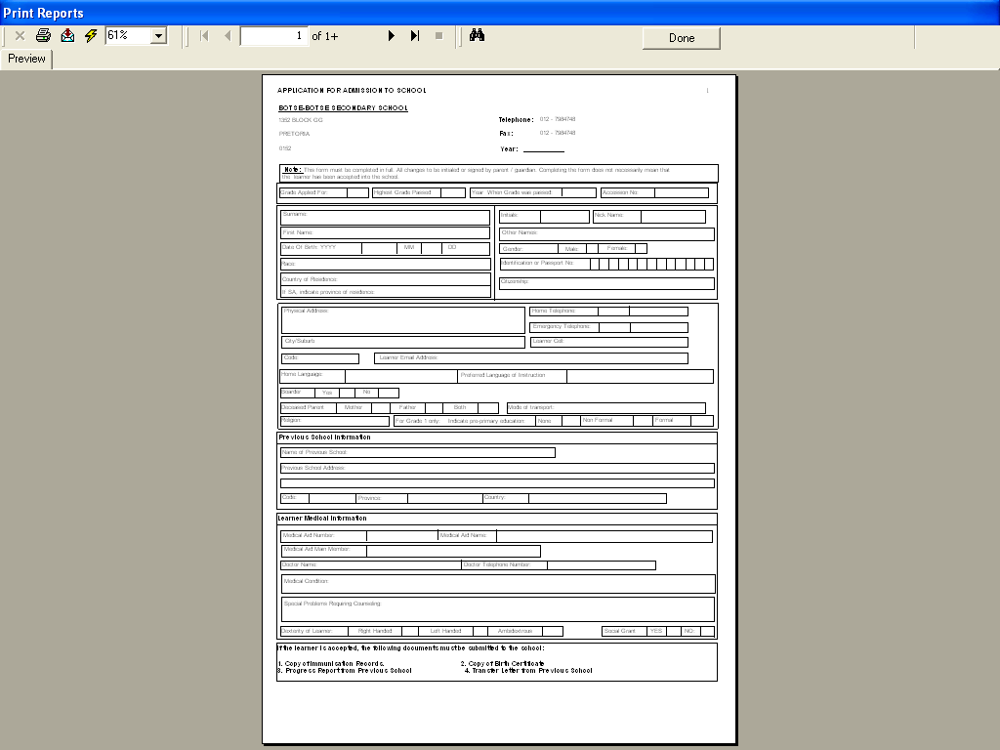 Print Reports
61%
1 of 1+
Done
Preview
APPLICATION FOR ADMISSION TO SCHOOL 1
BOTSE-BOTSE SECONDARY SCHOOL
1352 BLOCK GG Telephone: 012 - 7984748
PRETORIA Fax: 012 - 7984748
0152 Year:
Note: This form must be completed in full. All changes to be initialed or signed by parent / guardian. Completing the form does not necessarily mean that
the learner has been accepted into the school.
Grade Applied For: Highest Grade Passed: Year When Grade was passed: Accession No:
Surname: Initials: Nick Name:
First Name: Other Names:
Date Of Birth: YYYY MM DD Gender: Male: Female:
Race: Identification or Passport No:
Country of Residence: Citizenship:
If SA, indicate province of residence:
Physical Address: Home Telephone:
Emergency Telephone:
City/Suburb: Learner Cell:
Code: Learner Email Address:
Home Language: Preferred Language of Instruction
Boarder Yes No
Deceased Parent Mother Father Both Mode of transport:
Religion: For Grade 1 only: Indicate pre-primary education: None Non Formal Formal
Previous School Information
Name of Previous School:
Previous School Address:
Code: Province: Country:
Learner Medical Information
Medical Aid Number: Medical Aid Name:
Medical Aid Main Member:
Doctor Name: Doctor Telephone Number:
Medical Condition:
Special Problems Requiring Counseling:
Dexterity of Learner: Right Handed Left Handed Ambidextrous Social Grant YES NO
If the learner is accepted, the following documents must be submitted to the school:
1. Copy of Immunisation Records. 2. Copy of Birth Certificate
3. Progress Report from Previous School 4. Transfer Letter from Previous School